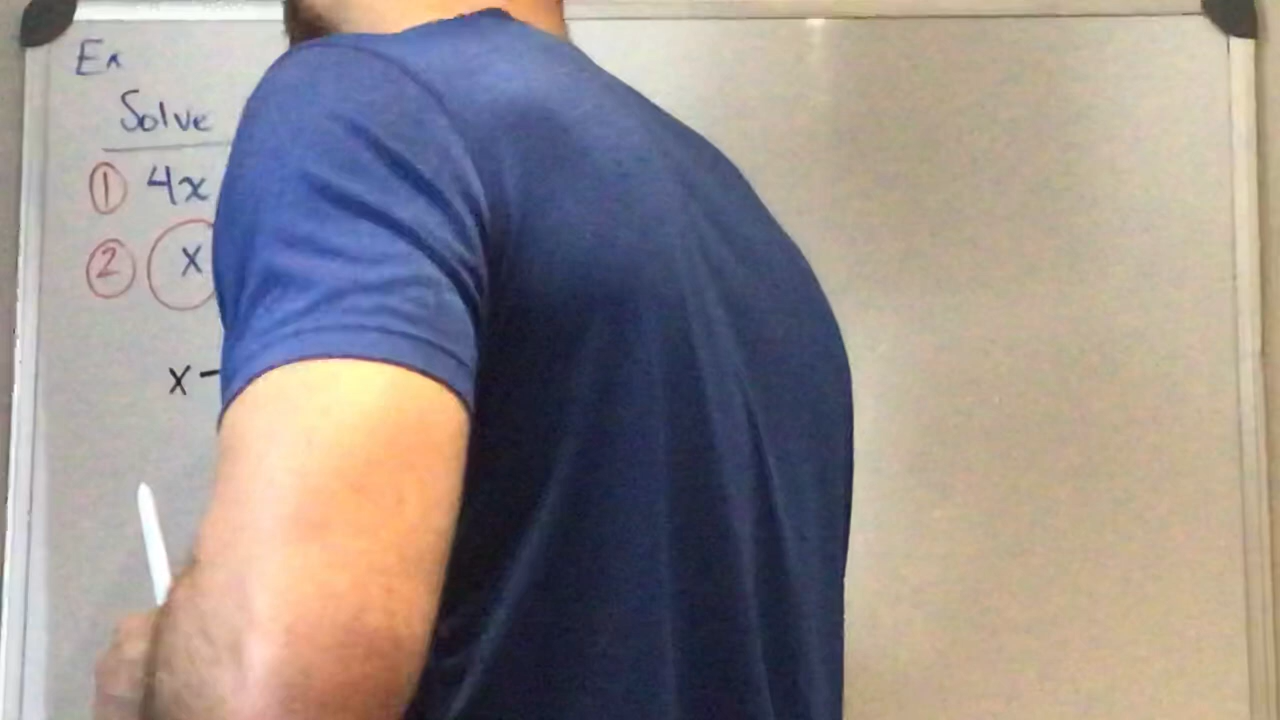 Ex
Solve
① 4x
② x
x -